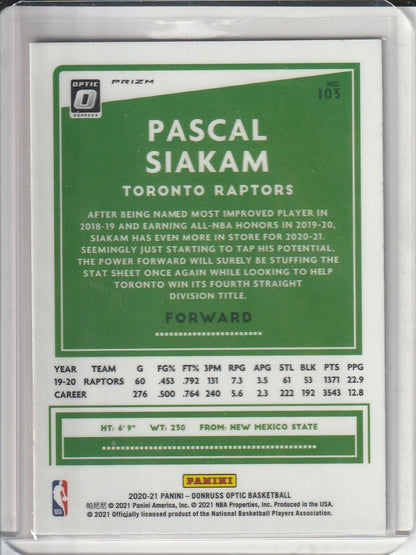 OPTIC
DONRUSS
PRIZM
NO.
103
PASCAL
SIAKAM
TORONTO RAPTORS
AFTER BEING NAMED MOST IMPROVED PLAYER IN
2018-19 AND EARNING ALL-NBA HONORS IN 2019-20,
SIAKAM HAS EVEN MORE IN STORE FOR 2020-21.
SEEMINGLY JUST STARTING TO TAP HIS POTENTIAL,
THE POWER FORWARD WILL SURELY BE STUFFING THE
STAT SHEET ONCE AGAIN WHILE LOOKING TO HELP
TORONTO WIN ITS FOURTH STRAIGHT
DIVISION TITLE.
FORWARD
YEAR TEAM G FG% FT% 3PM RPG APG STL BLK PTS PPG
19-20 RAPTORS 60 .453 .792 131 7.3 3.5 61 53 1371 22.9
CAREER 276 .500 .764 240 5.6 2.3 222 192 3543 12.8
HT: 6' 9" WT: 230 FROM: NEW MEXICO STATE
PANINI
NBA
2020-21 PANINI – DONRUSS OPTIC BASKETBALL
帕尼尼 © 2021 Panini America, Inc. © 2021 NBA Properties, Inc. Produced in the USA.
© 2021 Officially licensed product of the National Basketball Players Association.